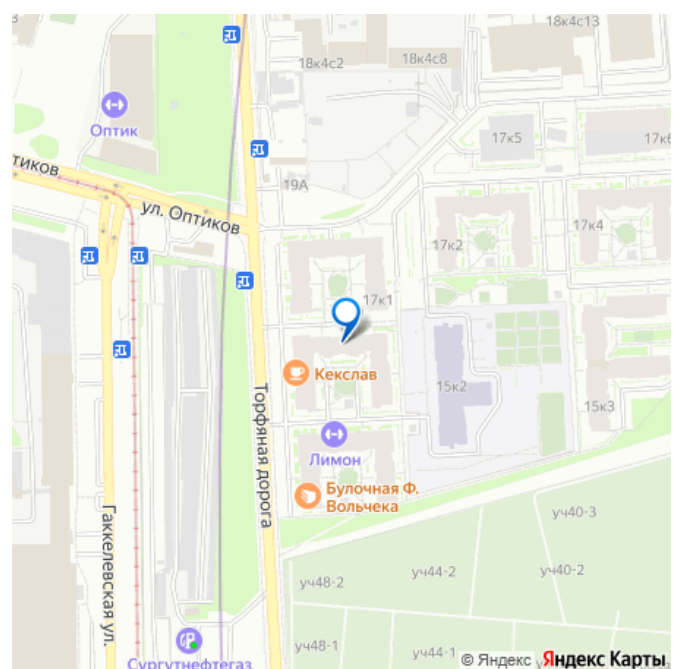 18к4с13
18к4с2
18к4с8
Оптик
17к5
17к6
тиков
19А
ул. Оптиков
17к4
17к2
17к1
Кекслав
15к2
15к3
Торфяная дорога
Лимон
Булочная Ф.
Вольчека
Гаккелевская ул.
уч40-3
уч48-2
уч44-2
уч40-2
уч48-1
уч44-1
Сургутнефтегаз
© Яндекс Яндекс Карты